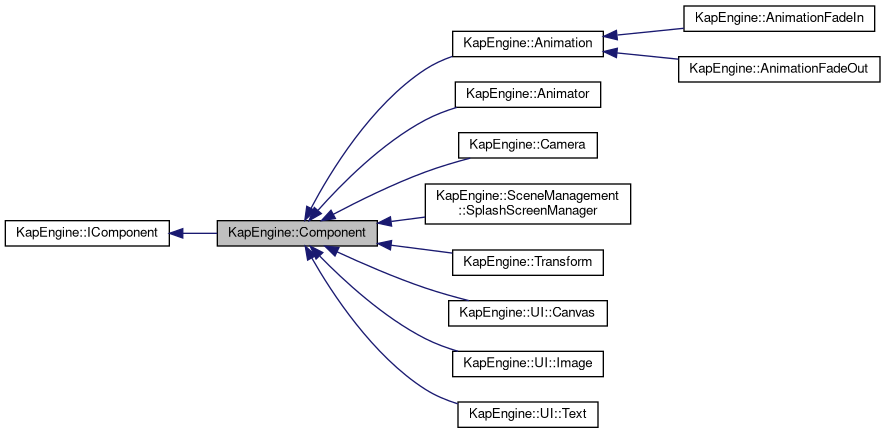 KapEngine::AnimationFadeIn
KapEngine::Animation
KapEngine::AnimationFadeOut
KapEngine::Animator
KapEngine::Camera
KapEngine::SceneManagement
::SplashScreenManager
KapEngine::IComponent
KapEngine::Component
KapEngine::Transform
KapEngine::UI::Canvas
KapEngine::UI::Image
KapEngine::UI::Text